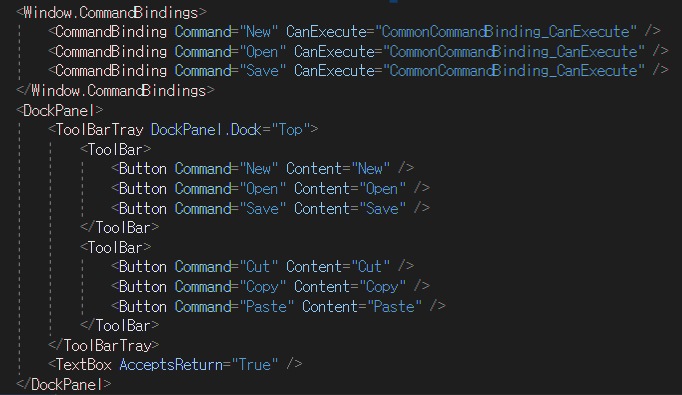 <Window.CommandBindings>
<CommandBinding Command="New" CanExecute="CommonCommandBinding_CanExecute" />
<CommandBinding Command="Open" CanExecute="CommonCommandBinding_CanExecute" />
<CommandBinding Command="Save" CanExecute="CommonCommandBinding_CanExecute" />
</Window.CommandBindings>
<DockPanel>
<ToolBarTray DockPanel.Dock="Top">
<ToolBar>
<Button Command="New" Content="New" />
<Button Command="Open" Content="Open" />
<Button Command="Save" Content="Save" />
</ToolBar>
<ToolBar>
<Button Command="Cut" Content="Cut" />
<Button Command="Copy" Content="Copy" />
<Button Command="Paste" Content="Paste" />
</ToolBar>
</ToolBarTray>
<TextBox AcceptsReturn="True" />
</DockPanel>